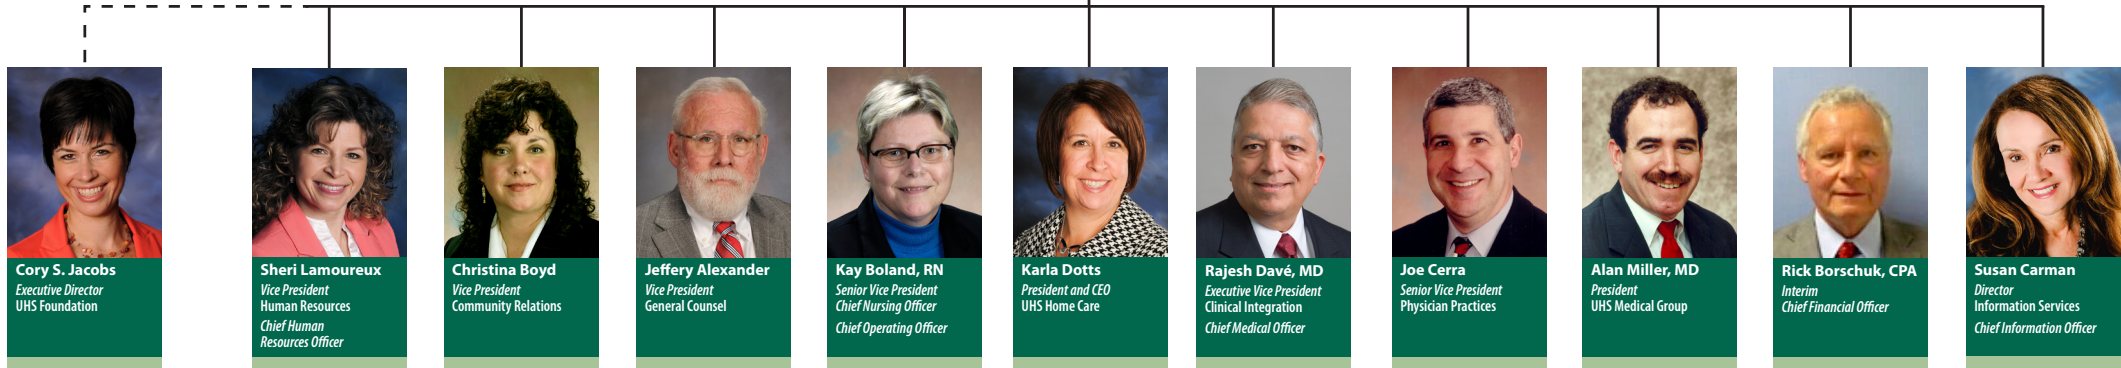 Cory S. Jacobs
Executive Director
UHS Foundation
Sheri Lamoureux
Vice President
Human Resources
Chief Human
Resources Officer
Christina Boyd
Vice President
Community Relations
Jeffery Alexander
Vice President
General Counsel
Kay Boland, RN
Senior Vice President
Chief Nursing Officer
Chief Operating Officer
Karla Dotts
President and CEO
UHS Home Care
Rajesh Davé, MD
Executive Vice President
Clinical Integration
Chief Medical Officer
Joe Cerra
Senior Vice President
Physician Practices
Alan Miller, MD
President
UHS Medical Group
Rick Borschuk, CPA
Interim
Chief Financial Officer
Susan Carman
Director
Information Services
Chief Information Officer